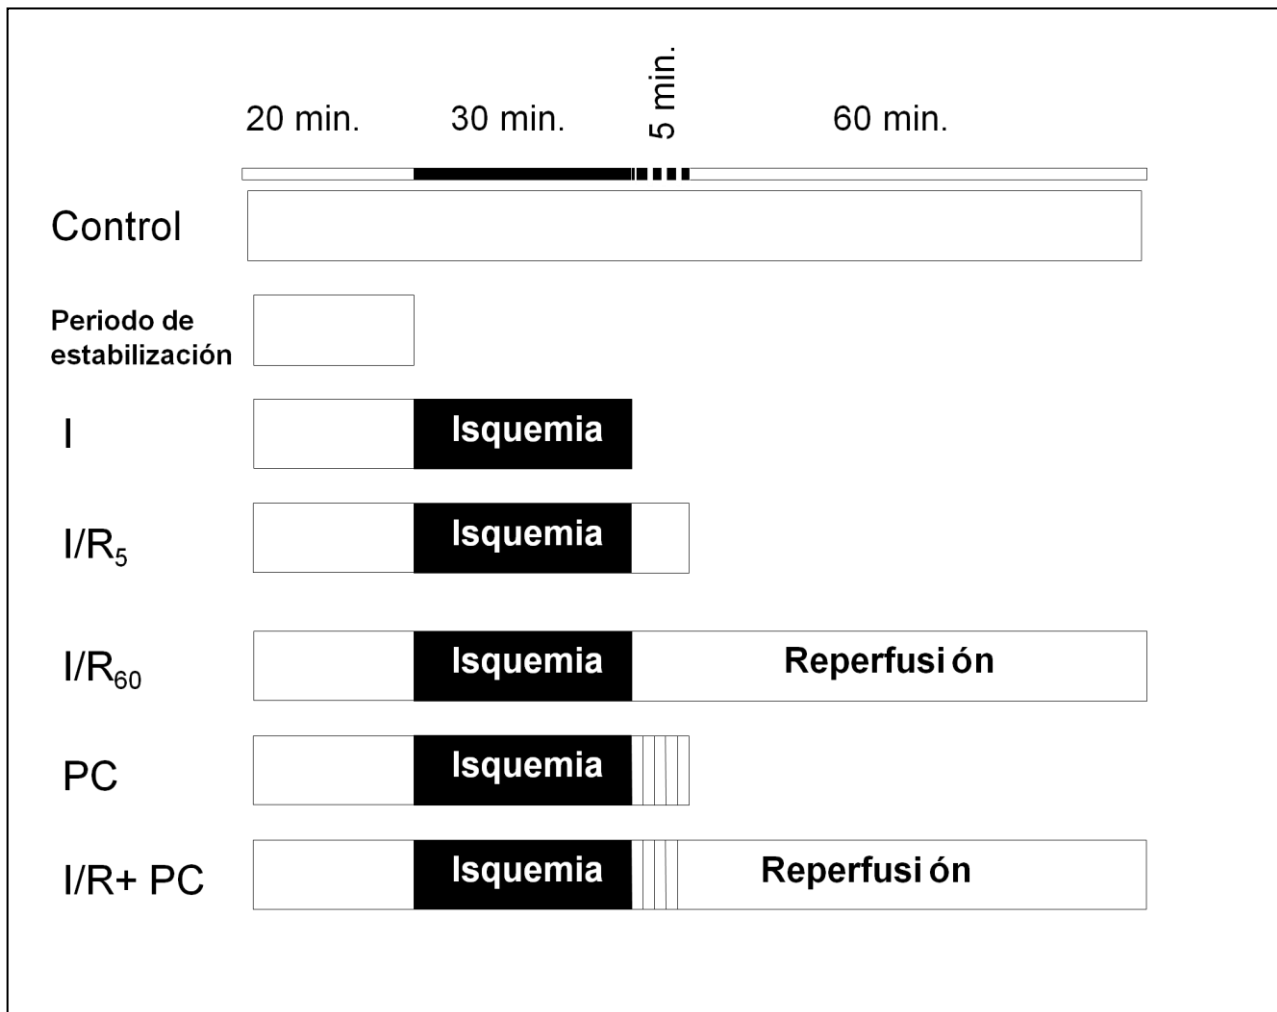 20 min.
30 min.
5 min.
60 min.
Control
Periodo de
estabilización
I
Isquemia
I/R5
Isquemia
I/R60
Isquemia
Reperfusi ón
PC
Isquemia
I/R+ PC
Isquemia
Reperfusi ón